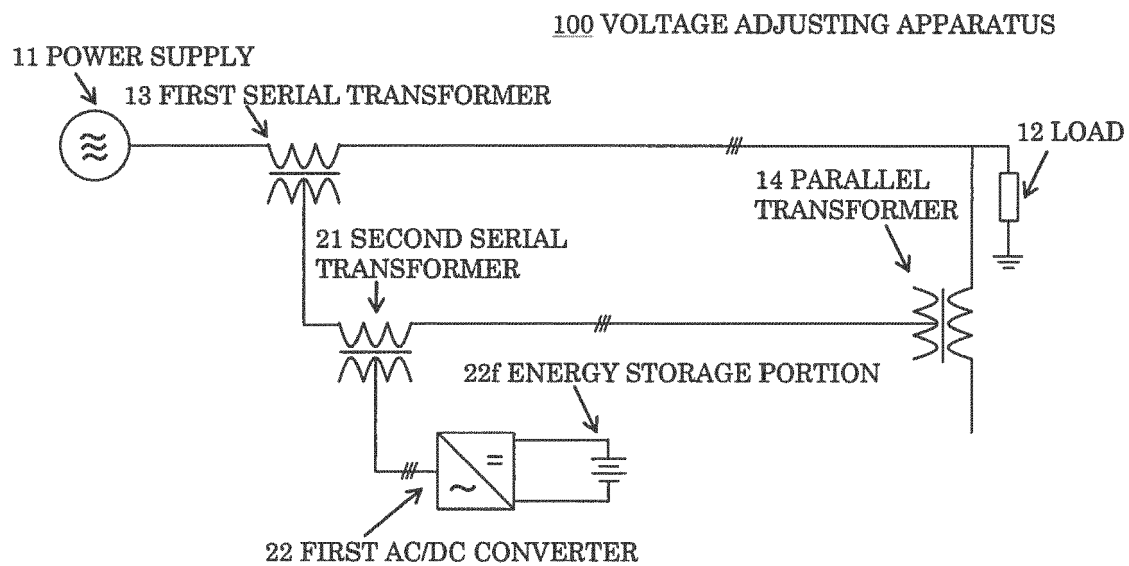 100 VOLTAGE ADJUSTING APPARATUS
11 POWER SUPPLY
13 FIRST SERIAL TRANSFORMER
12 LOAD
14 PARALLEL
TRANSFORMER
21 SECOND SERIAL
TRANSFORMER
22f ENERGY STORAGE PORTION
22 FIRST AC/DC CONVERTER